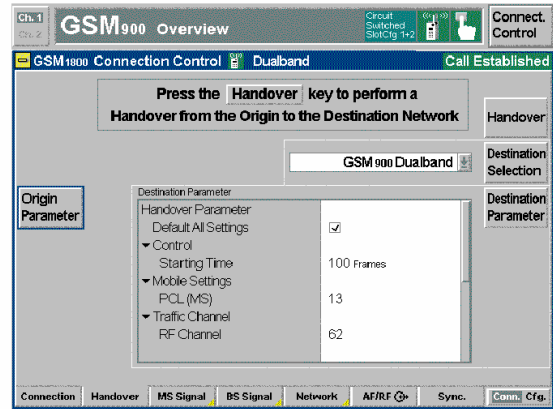 Ch. 1
Ch. 2
GSM900 Overview
Circuit
Switched
SlotCfg 1+2
Connect.
Control
GSM1800 Connection Control Dualband Call Established
Press the Handover key to perform a
Handover from the Origin to the Destination Network
Handover
GSM 900 Dualband
Destination
Selection
Origin
Parameter
Destination
Parameter
Destination Parameter
Handover Parameter
Default All Settings
Control
Starting Time 100 Frames
Mobile Settings
PCL (MS) 13
Traffic Channel
RF Channel 62
Connection Handover MS Signal BS Signal Network AF/RF Sync. Conn. Cfg.